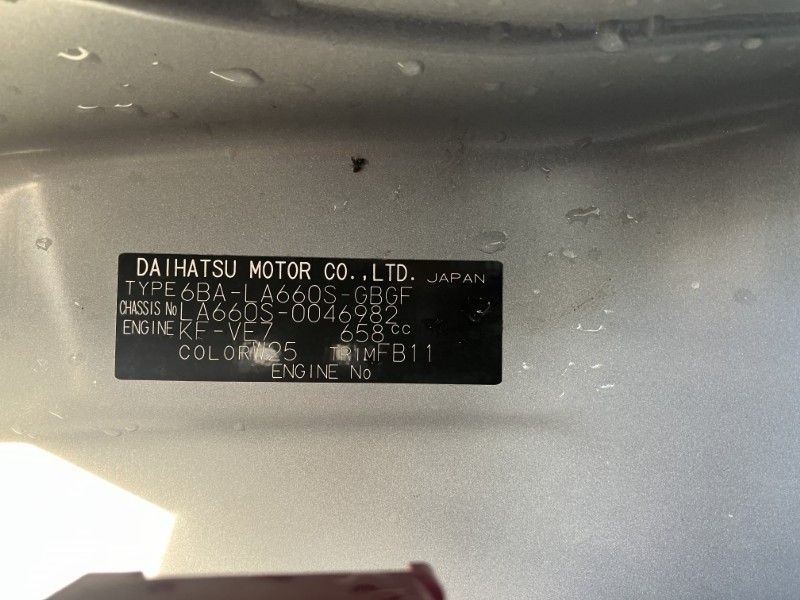 DAIHATSU MOTOR CO.,LTD. JAPAN
TYPE 6BA-LA660S-GBGF
CHASSIS No LA660S-0046982
ENGINE KF-VE7 658cc
COLOR W25 TRIM FB11
ENGINE No